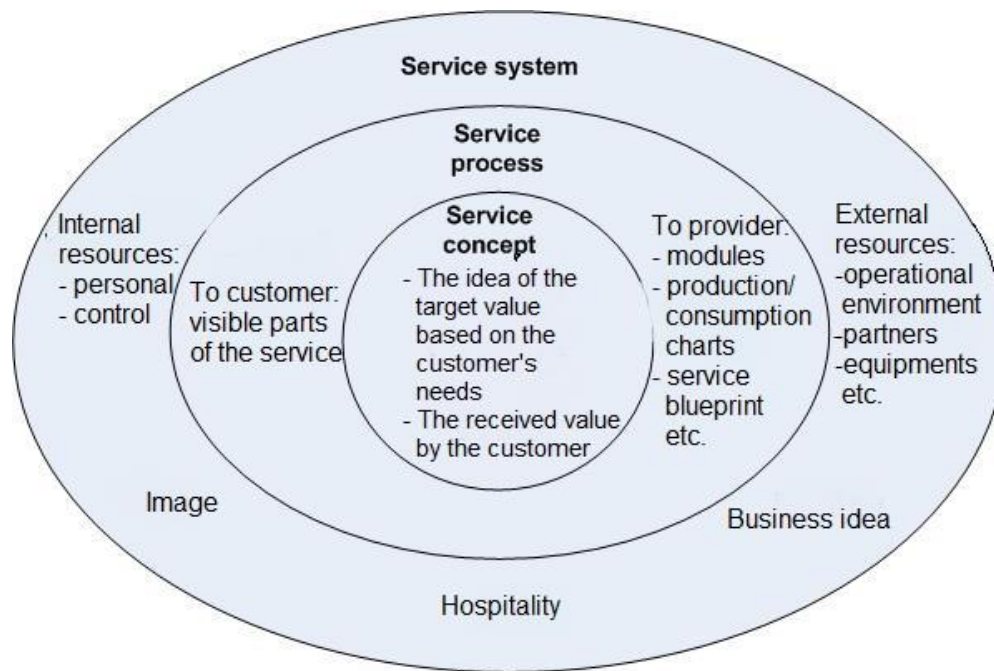 Service system
Service
process
Service
concept
- The idea of the
target value
based on the
customer's
needs
- The received value
by the customer
Internal
resources:
- personal
- control
To customer:
visible parts
of the service
To provider:
- modules
- production/
consumption
charts
- service
blueprint
etc.
External
resources:
-operational
environment
-partners
-equipments
etc.
Image
Business idea
Hospitality